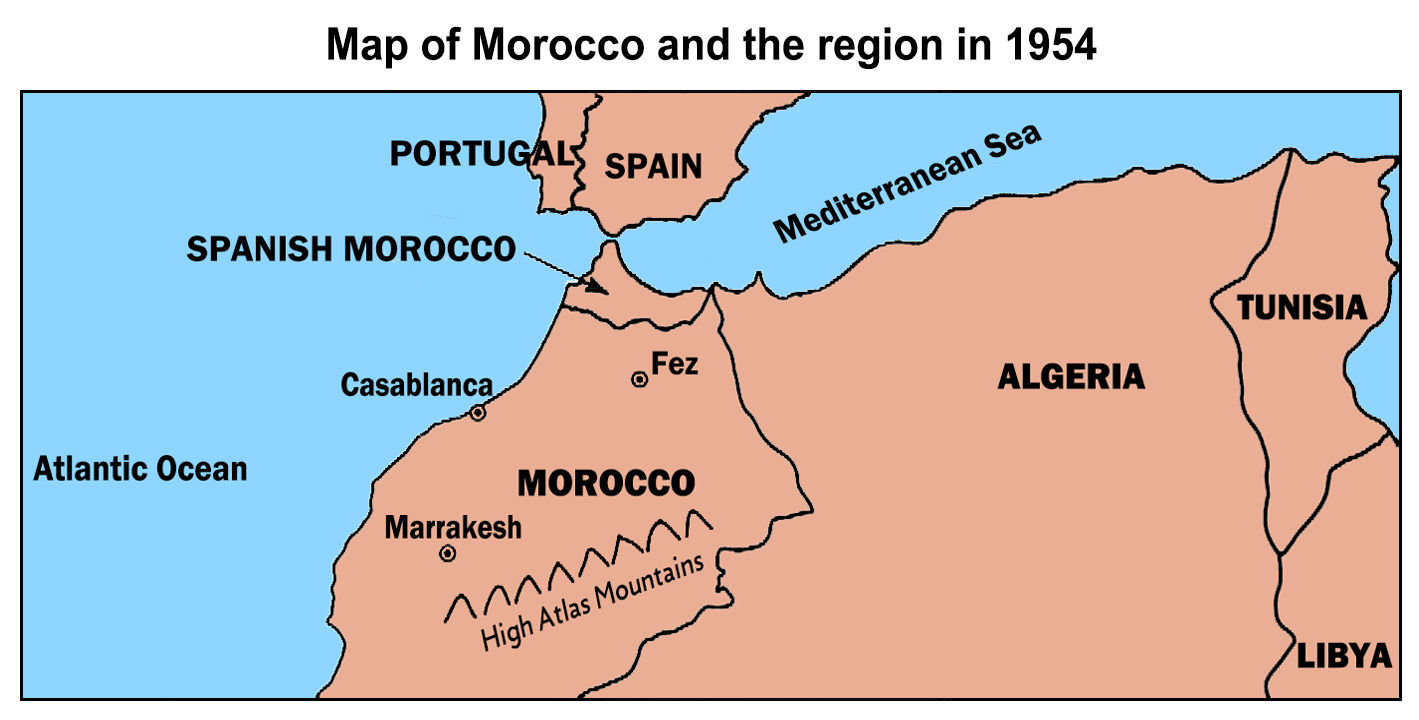 Map of Morocco and the region in 1954
PORTUGAL
SPAIN
Mediterranean Sea
SPANISH MOROCCO
TUNISIA
Fez
Casablanca
ALGERIA
Atlantic Ocean
MOROCCO
Marrakesh
High Atlas Mountains
LIBYA